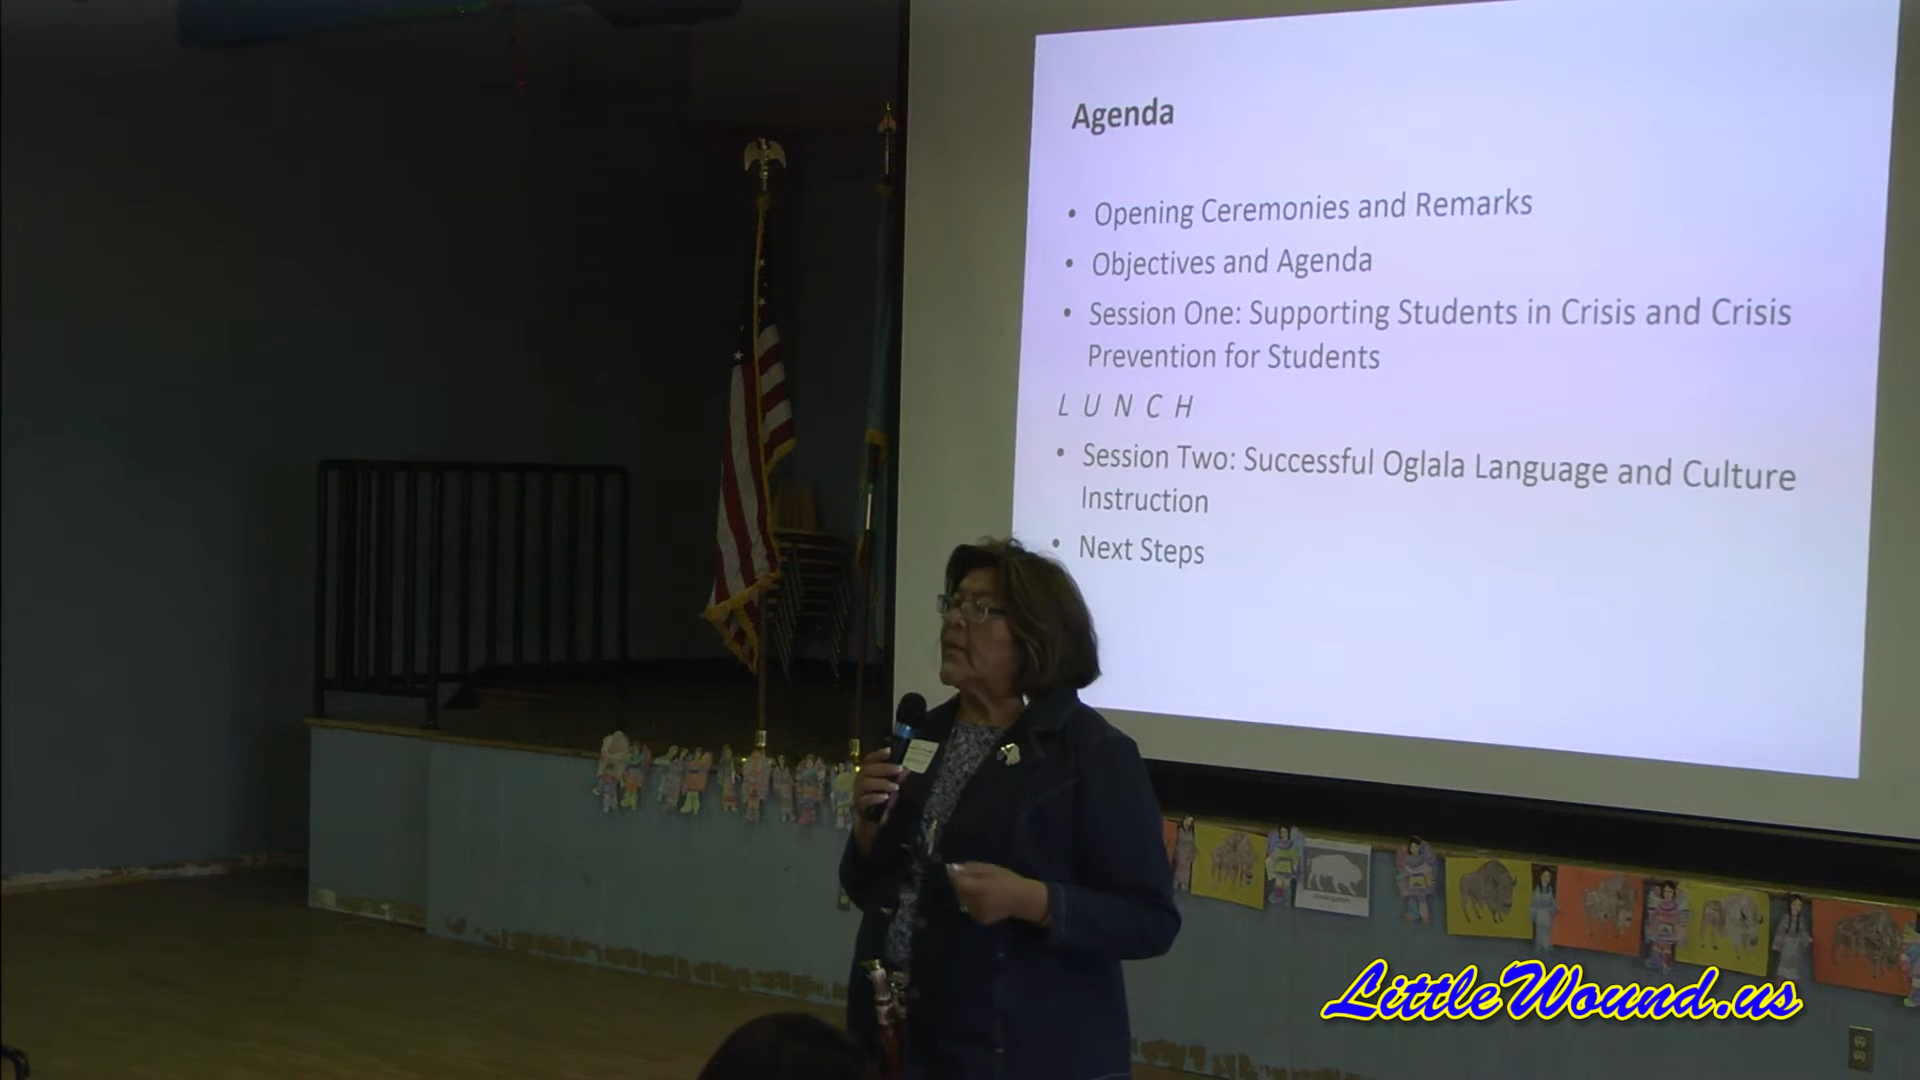 Agenda
• Opening Ceremonies and Remarks
• Objectives and Agenda
• Session One: Supporting Students in Crisis and Crisis
Prevention for Students
L U N C H
• Session Two: Successful Oglala Language and Culture
Instruction
• Next Steps
LittleWound.us